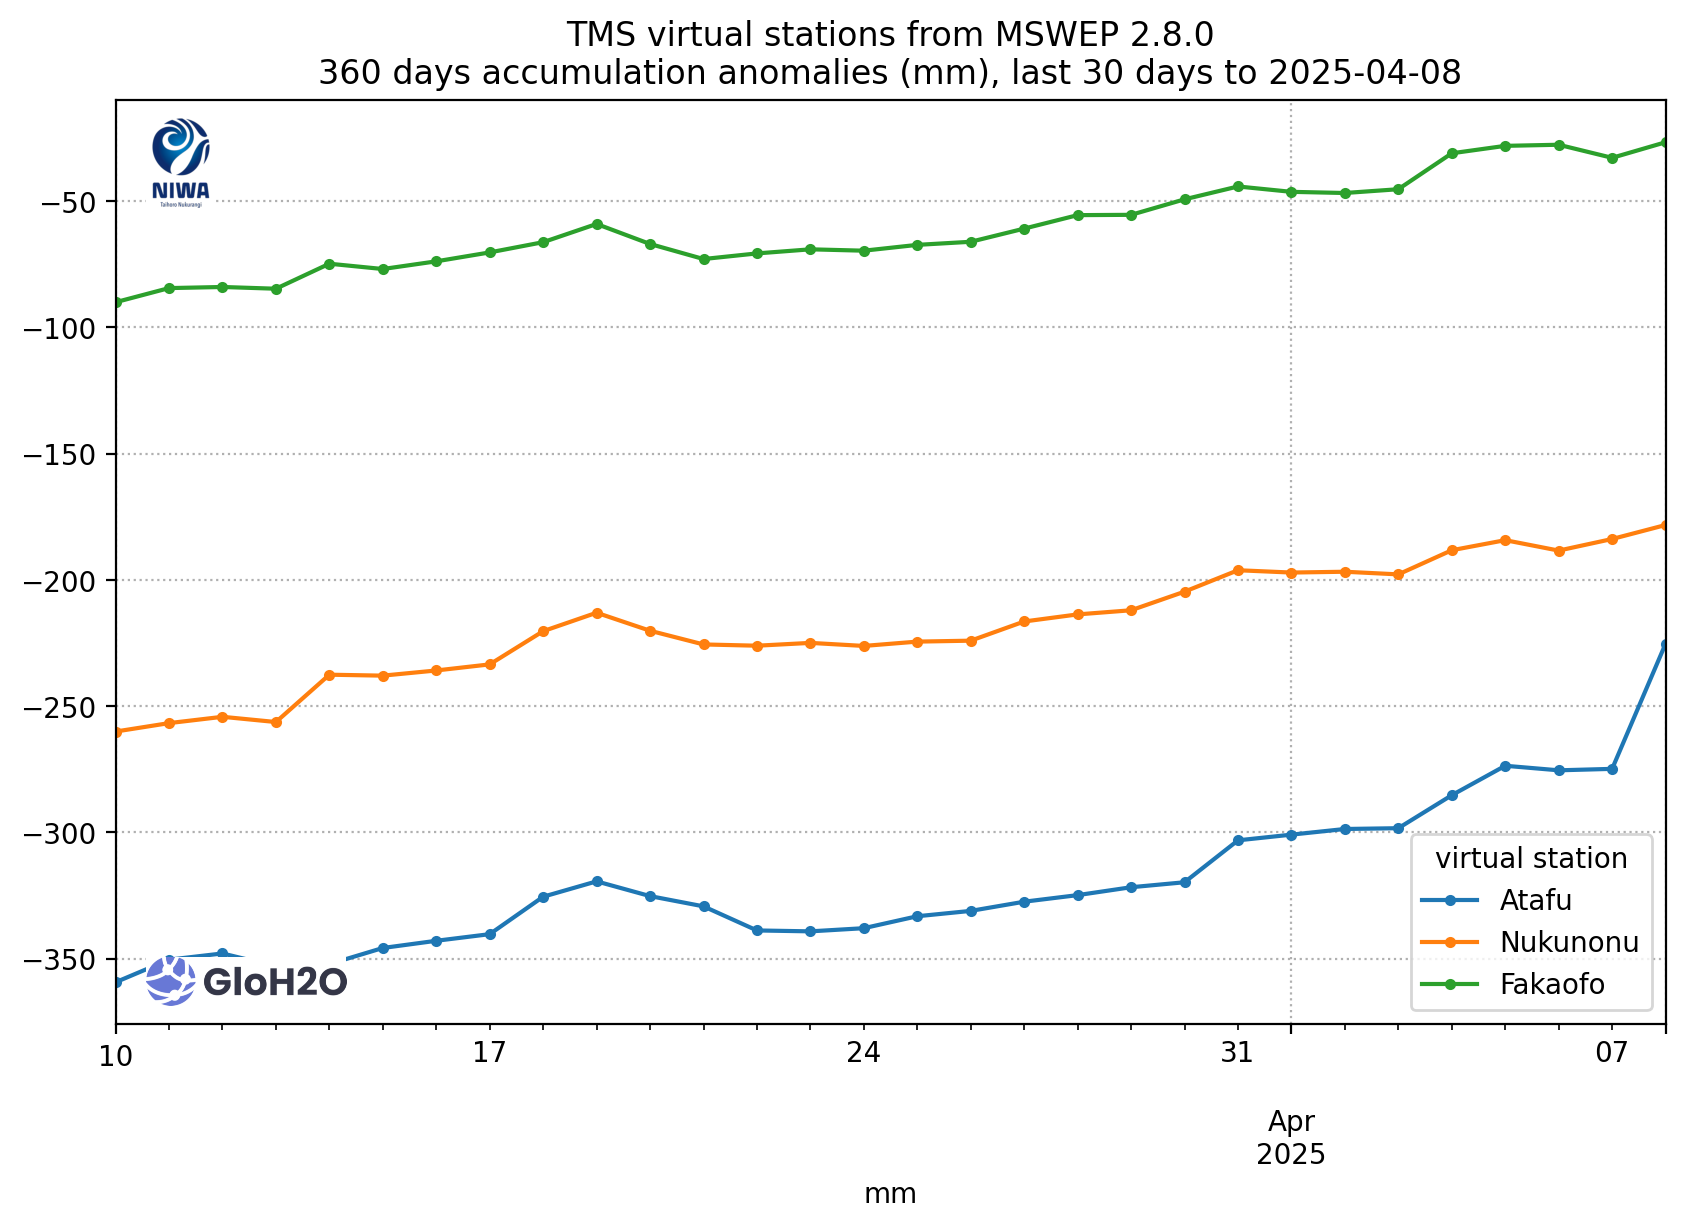 TMS virtual stations from MSWEP 2.8.0
360 days accumulation anomalies (mm), last 30 days to 2025-04-08
NIWA
Taihoro Nukurangi
−50
−100
−150
−200
−250
−300
−350
virtual station
Atafu
Nukunonu
Fakaofo
GloH2O
10 17 24 31 07
Apr
2025
mm